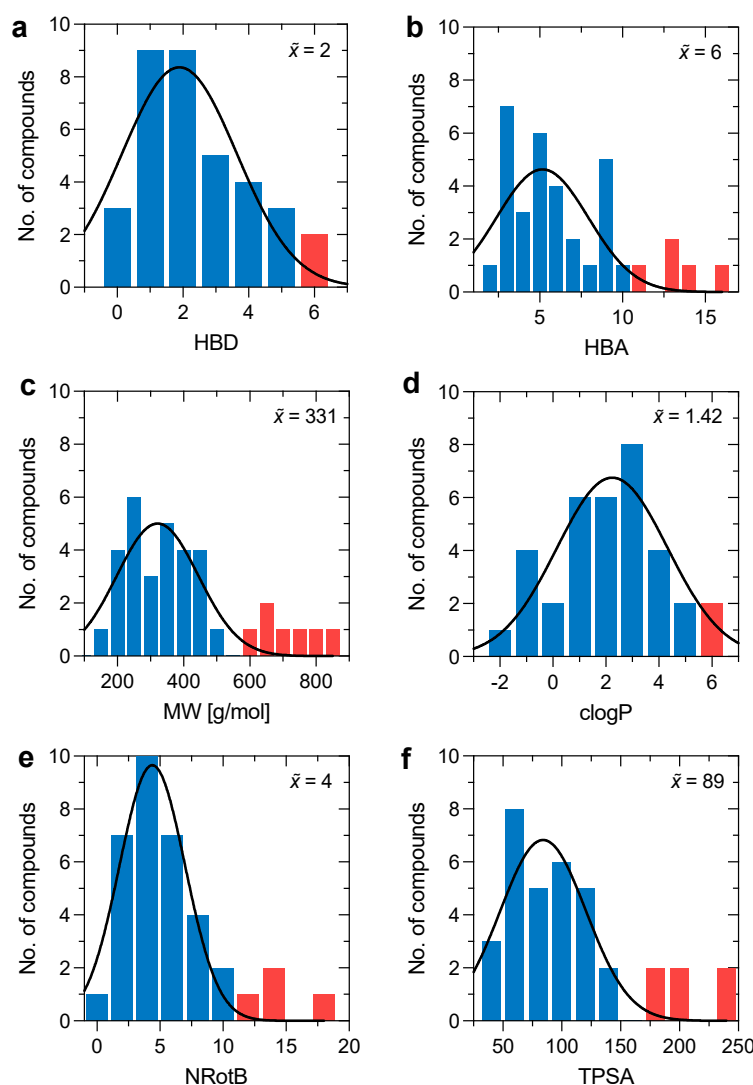 a
x̃ = 2
No. of compounds
10
8
6
4
2
0
0 2 4 6
HBD
b
x̃ = 6
No. of compounds
10
8
6
4
2
0
5 10 15
HBA
c
x̃ = 331
No. of compounds
10
8
6
4
2
0
200 400 600 800
MW [g/mol]
d
x̃ = 1.42
No. of compounds
10
8
6
4
2
0
-2 0 2 4 6
clogP
e
x̃ = 4
No. of compounds
10
8
6
4
2
0
0 5 10 15 20
NRotB
f
x̃ = 89
No. of compounds
10
8
6
4
2
0
50 100 150 200 250
TPSA